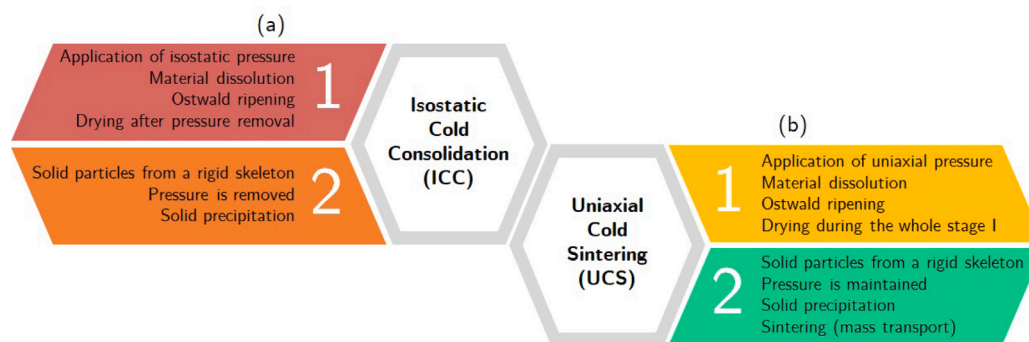 (a)
Application of isostatic pressure
Material dissolution
Ostwald ripening
Drying after pressure removal
1
Solid particles from a rigid skeleton
Pressure is removed
Solid precipitation
2
Isostatic
Cold
Consolidation
(ICC)
(b)
Uniaxial
Cold
Sintering
(UCS)
1
Application of uniaxial pressure
Material dissolution
Ostwald ripening
Drying during the whole stage I
2
Solid particles from a rigid skeleton
Pressure is maintained
Solid precipitation
Sintering (mass transport)